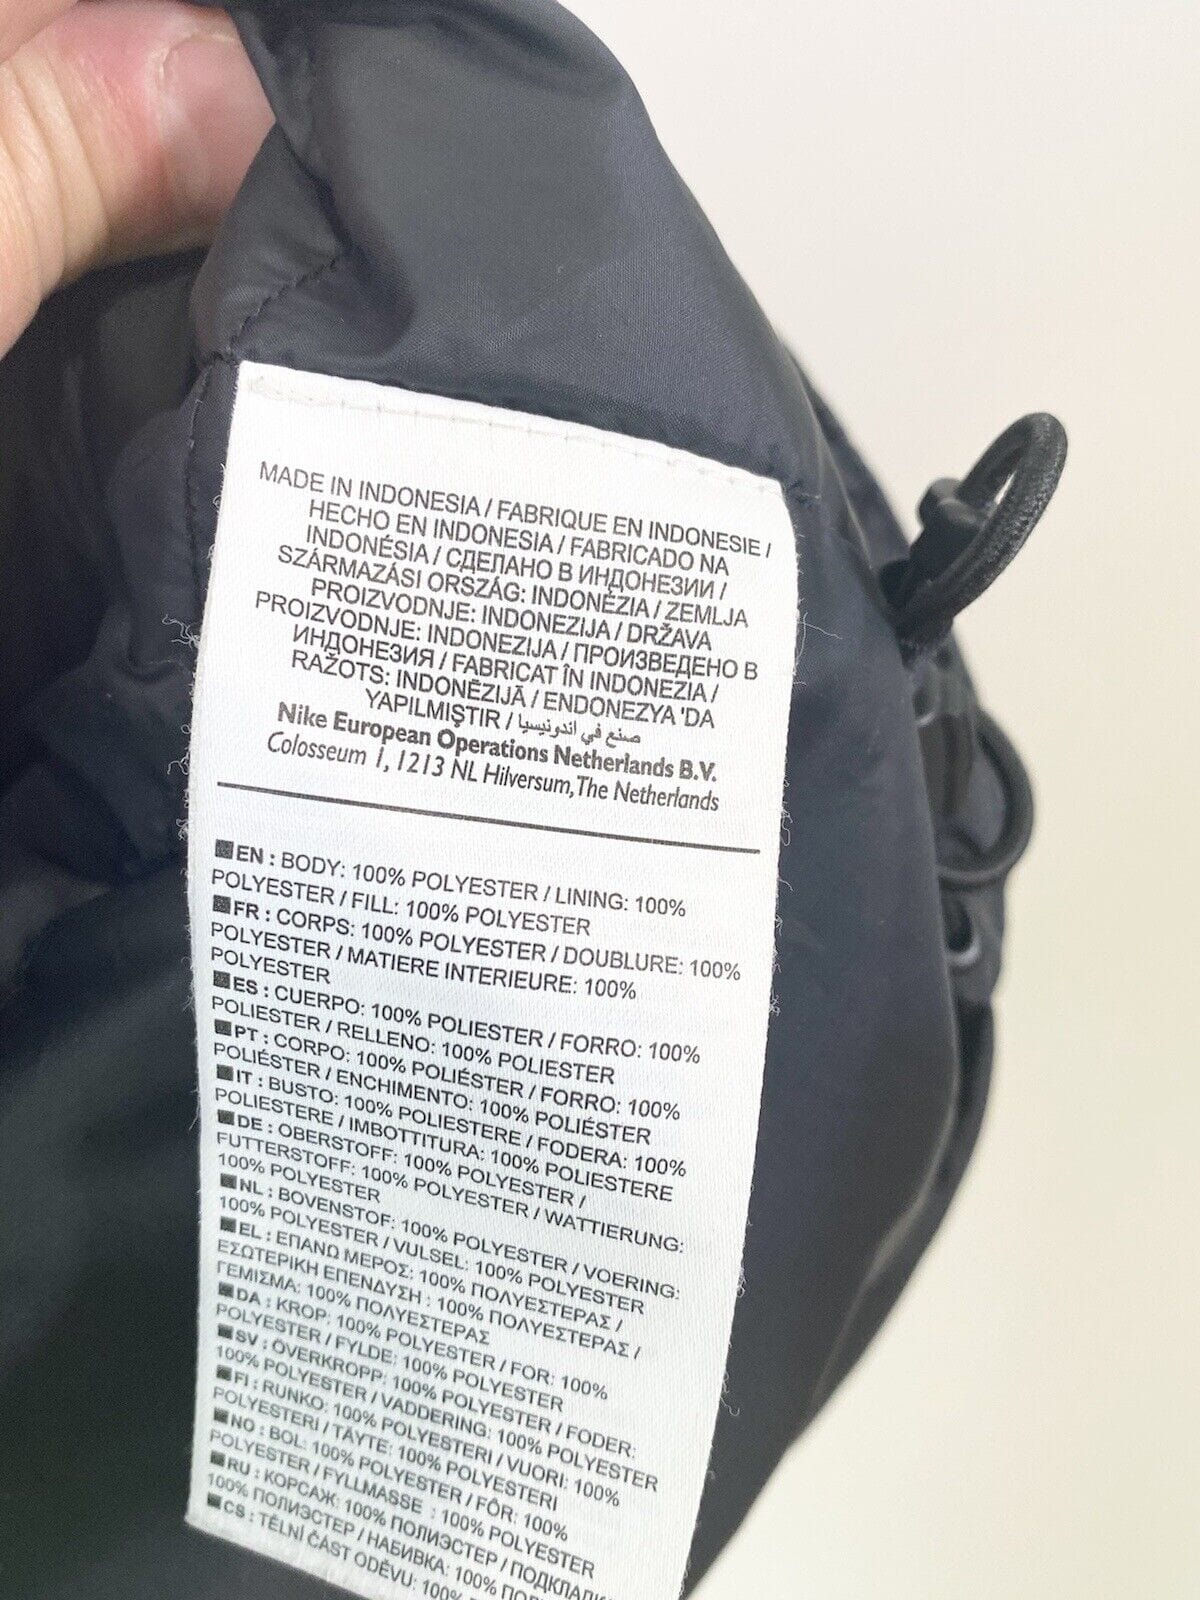 MADE IN INDONESIA / FABRIQUE EN INDONESIE /
HECHO EN INDONESIA / FABRICADO NA
INDONÉSIA / СДЕЛАНО В ИНДОНЕЗИИ /
SZÁRMAZÁSI ORSZÁG: INDONÉZIA / ZEMLJA
PROIZVODNJE: INDONEZIJA / DRŽAVA
PROIZVODNJE: INDONEZIJA / ПРОИЗВЕДЕНО В
ИНДОНЕЗИЯ / FABRICAT ÎN INDONEZIA /
RAŽOTS: INDONĒZIJĀ / ENDONEZYA 'DA
YAPILMIŞTIR / صنع في اندونيسيا
Nike European Operations Netherlands B.V.
Colosseum 1, 1213 NL Hilversum, The Netherlands
EN : BODY: 100% POLYESTER / LINING: 100%
POLYESTER / FILL: 100% POLYESTER
FR : CORPS: 100% POLYESTER / DOUBLURE: 100%
POLYESTER / MATIERE INTERIEURE: 100%
POLYESTER
ES : CUERPO: 100% POLIESTER / FORRO: 100%
POLIESTER / RELLENO: 100% POLIESTER
PT : CORPO: 100% POLIÉSTER / FORRO: 100%
POLIÉSTER / ENCHIMENTO: 100% POLIÉSTER
IT : BUSTO: 100% POLIESTERE / FODERA: 100%
POLIESTERE / IMBOTTITURA: 100% POLIESTERE
DE : OBERSTOFF: 100% POLYESTER /
FUTTERSTOFF: 100% POLYESTER / WATTIERUNG:
100% POLYESTER
NL : BOVENSTOF: 100% POLYESTER / VOERING:
100% POLYESTER / VULSEL: 100% POLYESTER
EL : ΕΠΑΝΩ ΜΕΡΟΣ: 100% ΠΟΛΥΕΣΤΕΡΑΣ /
ΕΣΩΤΕΡΙΚΗ ΕΠΕΝΔΥΣΗ : 100% ΠΟΛΥΕΣΤΕΡΑΣ /
ΓΕΜΙΣΜΑ: 100% ΠΟΛΥΕΣΤΕΡΑΣ
DA : KROP: 100% POLYESTER / FOR: 100%
POLYESTER / FYLDE: 100% POLYESTER
SV : ÖVERKROPP: 100% POLYESTER / FODER:
100% POLYESTER / VADDERING: 100% POLYESTER
FI : RUNKO: 100% POLYESTERI / VUORI: 100%
POLYESTERI / TÄYTE: 100% POLYESTERI
NO : BOL: 100% POLYESTER / FÔR: 100%
POLYESTER / FYLLMASSE : 100% POLYESTER
RU : КОРСАЖ: 100% ПОЛИЭСТЕР / ПОДКЛАДКА
100% ПОЛИЭСТЕР / НАБИВКА: 100%
CS : TĚLNÍ ČÁST ODĚVU: 100%